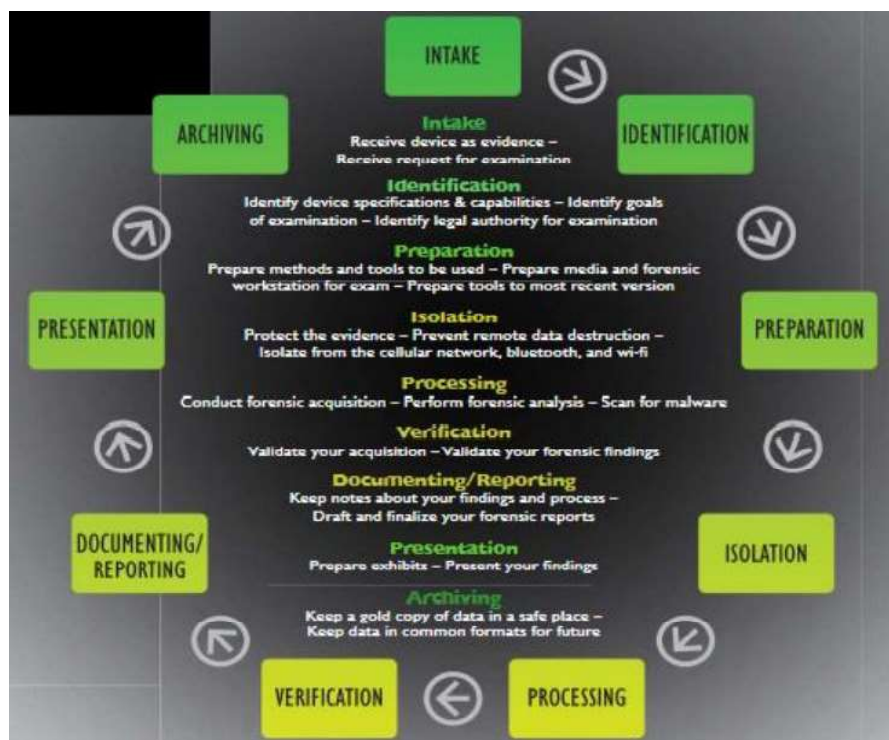 INTAKE
ARCHIVING
IDENTIFICATION
Intake
Receive device as evidence –
Receive request for examination
Identification
Identify device specifications & capabilities – Identify goals
of examination – Identify legal authority for examination
Preparation
Prepare methods and tools to be used – Prepare media and forensic
workstation for exam – Prepare tools to most recent version
PRESENTATION
PREPARATION
Isolation
Protect the evidence – Prevent remote data destruction –
Isolate from the cellular network, bluetooth, and wi-fi
Processing
Conduct forensic acquisition – Perform forensic analysis – Scan for malware
Verification
Validate your acquisition – Validate your forensic findings
Documenting/Reporting
Keep notes about your findings and process –
Draft and finalize your forensic reports
DOCUMENTING/
REPORTING
ISOLATION
Presentation
Prepare exhibits – Present your findings
Archiving
Keep a gold copy of data in a safe place –
Keep data in common formats for future
VERIFICATION
PROCESSING